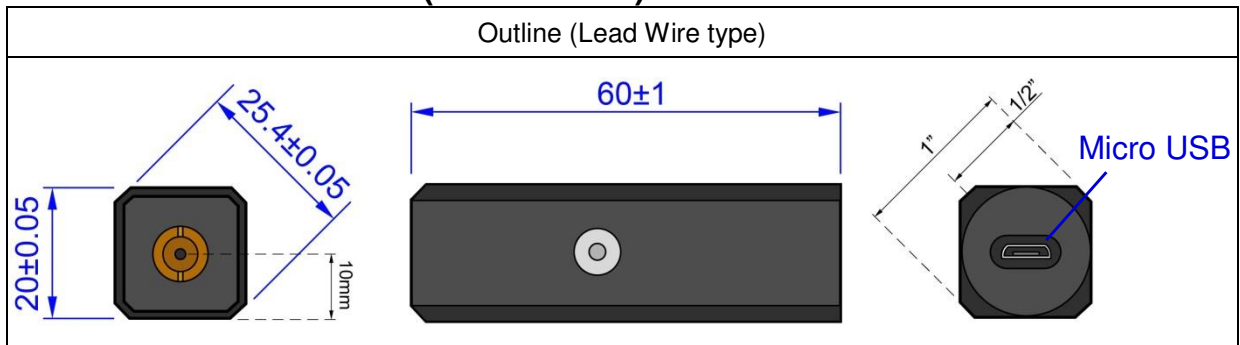 Outline (Lead Wire type)
60±1
25.4±0.05
20±0.05
10mm
1"
1/2"
Micro USB